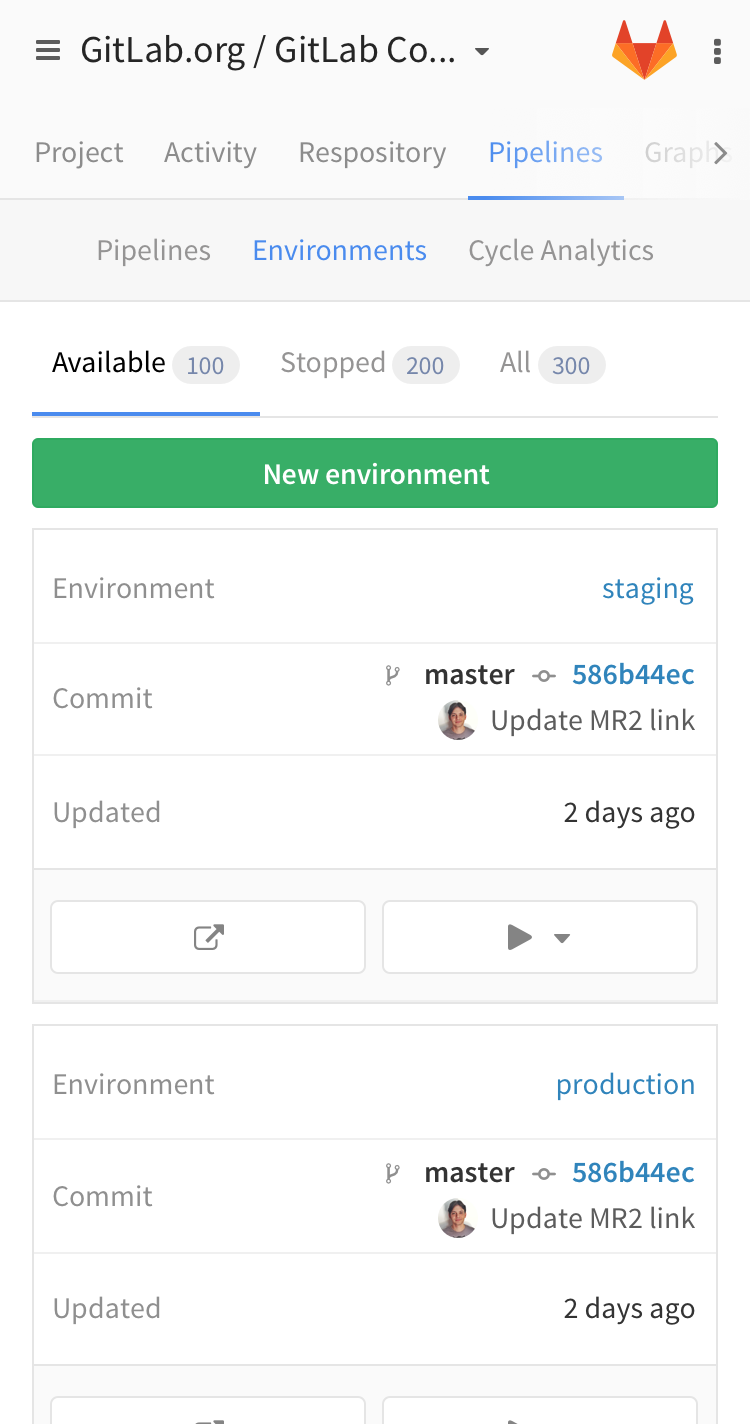 GitLab.org / GitLab Co...
Project Activity Respository Pipelines Graphs
Pipelines Environments Cycle Analytics
Available 100 Stopped 200 All 300
New environment
Environment staging
Commit master 586b44ec
Update MR2 link
Updated 2 days ago
Environment production
Commit master 586b44ec
Update MR2 link
Updated 2 days ago